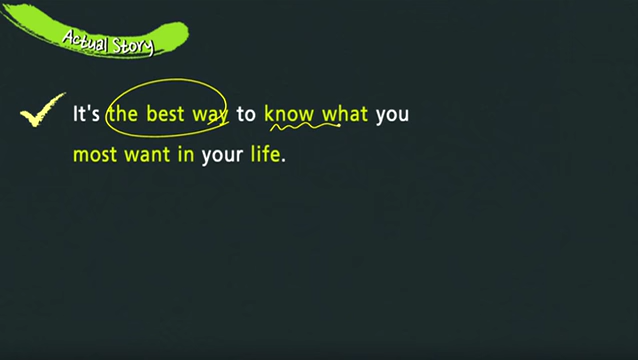 Actual Story
It's the best way to know what you
most want in your life.